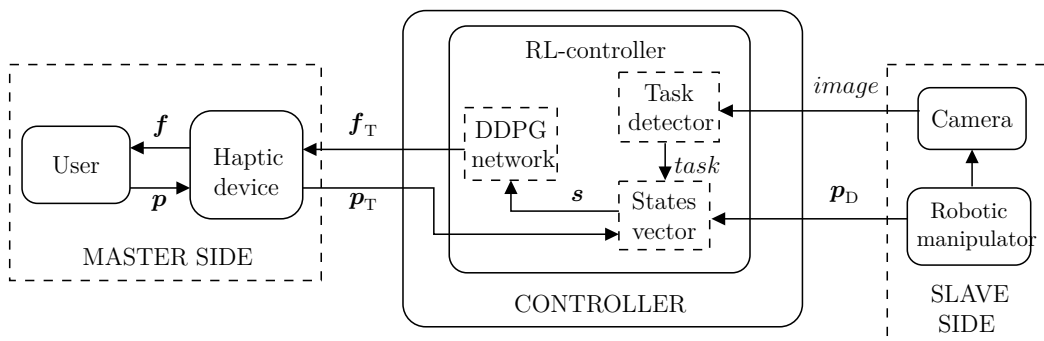 RL-controller
image
f
f_T
Task
detector
DDPG
network
Camera
User
Haptic
device
task
p
p_T
s
States
vector
p_D
Robotic
manipulator
MASTER SIDE
CONTROLLER
SLAVE
SIDE